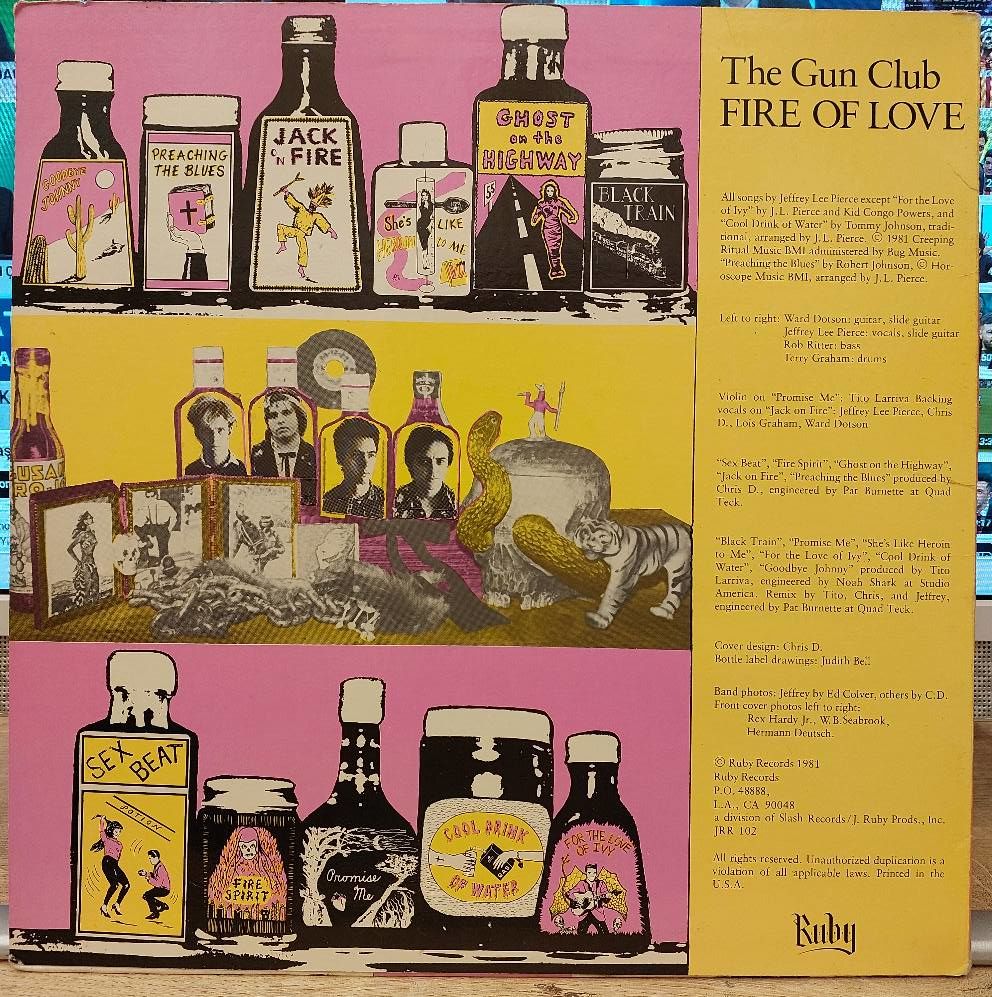 GOODBYE
JOHNNY
PREACHING
THE BLUES
JACK
ON FIRE
She's LIKE
HEROIN TO ME
GHOST
on the
HIGHWAY
BLACK
TRAIN
The Gun Club
FIRE OF LOVE
All songs by Jeffrey Lee Pierce except "For the Love
of Ivy" by J.L. Pierce and Kid Congo Powers, and
"Cool Drink of Water" by Tommy Johnson, tradi-
tional, arranged by J.L. Pierce. © 1981 Creeping
Ritual Music BMI administered by Bug Music.
"Preaching the Blues" by Robert Johnson, © Hor-
oscope Music BMI, arranged by J.L. Pierce.
Left to right: Ward Dotson: guitar, slide guitar
Jeffrey Lee Pierce: vocals, slide guitar
Rob Ritter: bass
Terry Graham: drums
Violin on "Promise Me": Tito Larriva Backing
vocals on "Jack on Fire": Jeffrey Lee Pierce, Chris
D., Lois Graham, Ward Dotson
"Sex Beat", "Fire Spirit", "Ghost on the Highway",
"Jack on Fire", "Preaching the Blues" produced by
Chris D., engineered by Pat Burnette at Quad
Teck.
"Black Train", "Promise Me", "She's Like Heroin
to Me", "For the Love of Ivy", "Cool Drink of
Water", "Goodbye Johnny" produced by Tito
Larriva, engineered by Noah Shark at Studio
America. Remix by Tito, Chris, and Jeffrey,
engineered by Pat Burnette at Quad Teck.
Cover design: Chris D.
Bottle label drawings: Judith Bell
Band photos: Jeffrey by Ed Colver, others by C.D.
Front cover photos left to right:
Rex Hardy Jr., W.B. Seabrook,
Hermann Deutsch.
© Ruby Records 1981
Ruby Records
P.O. 48888,
L.A., CA 90048
a division of Slash Records/J. Ruby Prods., Inc.
JRR 102
All rights reserved. Unauthorized duplication is a
violation of all applicable laws. Printed in the
U.S.A.
Ruby
SEX
BEAT
POTION
FIRE
SPIRIT
Promise
Me
COOL DRINK
OF WATER
FOR THE LOVE
OF IVY